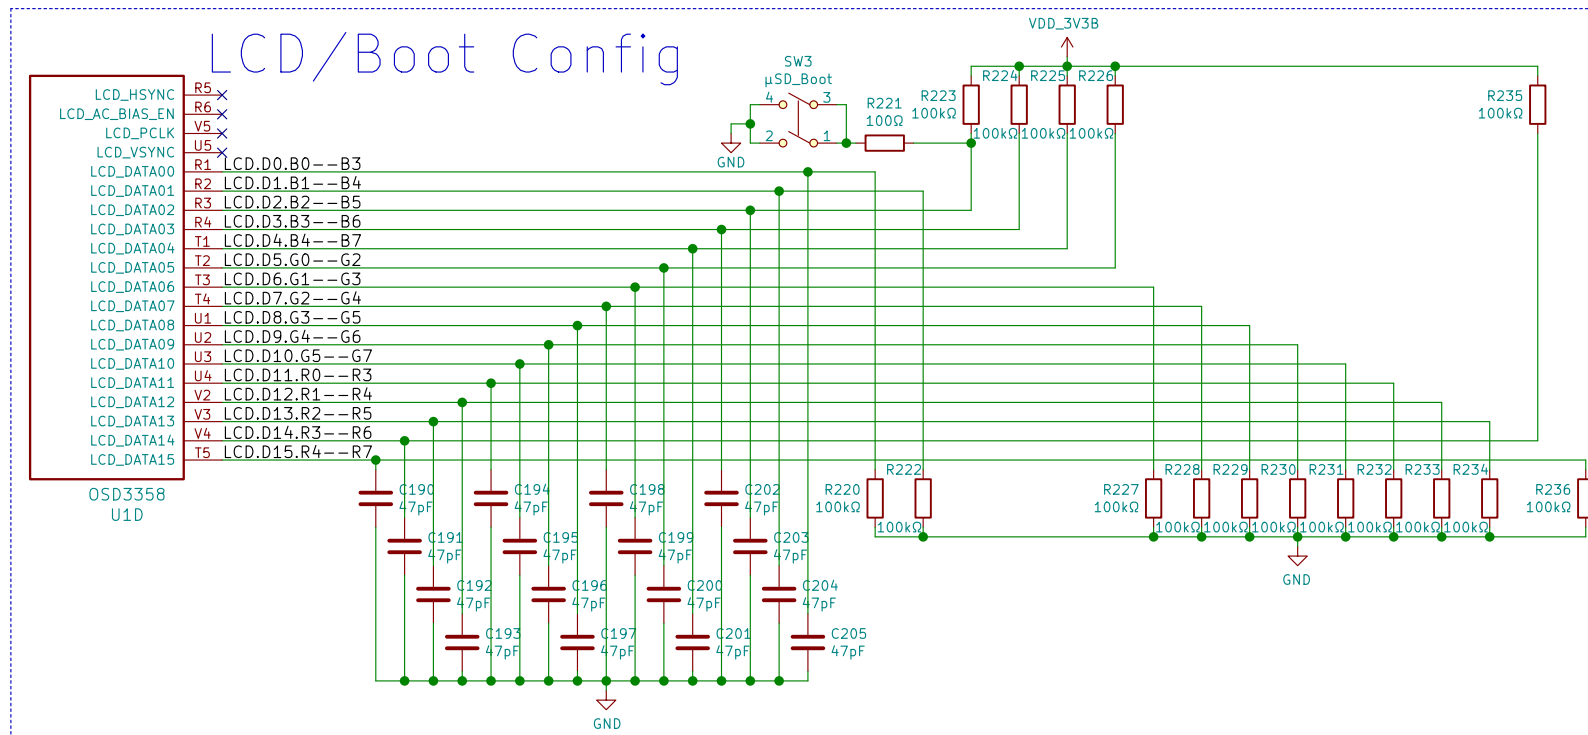 LCD/Boot Config
VDD_3V3B
SW3
µSD_Boot
4 3
2 1
GND
R221
100Ω
R223
100kΩ
R224
100kΩ
R225
100kΩ
R226
100kΩ
R235
100kΩ
LCD_HSYNC R5
LCD_AC_BIAS_EN R6
LCD_PCLK V5
LCD_VSYNC U5
LCD_DATA00 R1 LCD.D0.B0--B3
LCD_DATA01 R2 LCD.D1.B1--B4
LCD_DATA02 R3 LCD.D2.B2--B5
LCD_DATA03 R4 LCD.D3.B3--B6
LCD_DATA04 T1 LCD.D4.B4--B7
LCD_DATA05 T2 LCD.D5.G0--G2
LCD_DATA06 T3 LCD.D6.G1--G3
LCD_DATA07 T4 LCD.D7.G2--G4
LCD_DATA08 U1 LCD.D8.G3--G5
LCD_DATA09 U2 LCD.D9.G4--G6
LCD_DATA10 U3 LCD.D10.G5--G7
LCD_DATA11 U4 LCD.D11.R0--R3
LCD_DATA12 V2 LCD.D12.R1--R4
LCD_DATA13 V3 LCD.D13.R2--R5
LCD_DATA14 V4 LCD.D14.R3--R6
LCD_DATA15 T5 LCD.D15.R4--R7
OSD3358
U1D
C190
47pF
C194
47pF
C198
47pF
C202
47pF
C191
47pF
C195
47pF
C199
47pF
C203
47pF
C192
47pF
C196
47pF
C200
47pF
C204
47pF
C193
47pF
C197
47pF
C201
47pF
C205
47pF
GND
R220
100kΩ
R222
100kΩ
R227
100kΩ
R228
100kΩ
R229
100kΩ
R230
100kΩ
R231
100kΩ
R232
100kΩ
R233
100kΩ
R234
100kΩ
R236
100kΩ
GND